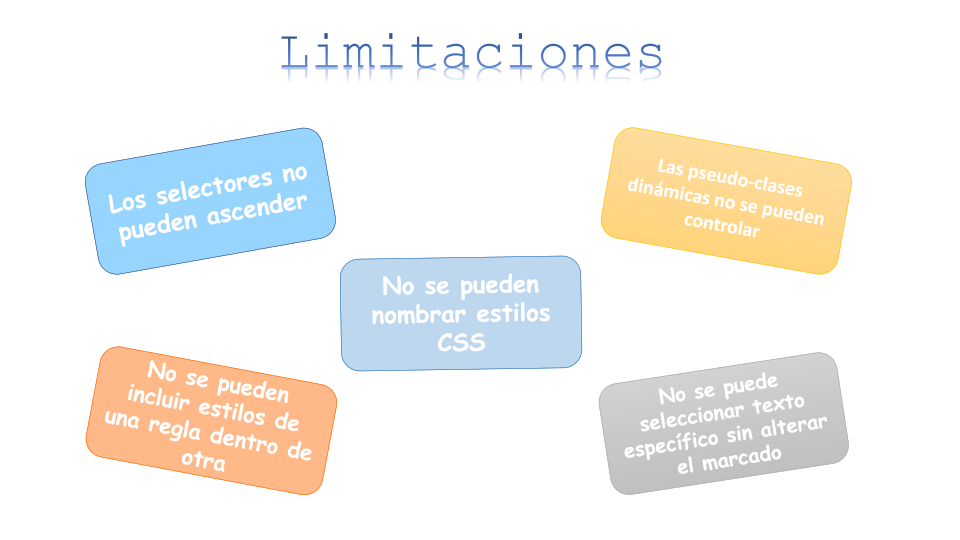 Limitaciones
Los selectores no
pueden ascender
Las pseudo-clases
dinámicas no se pueden
controlar
No se pueden
nombrar estilos
CSS
No se pueden
incluir estilos de
una regla dentro de
otra
No se puede
seleccionar texto
específico sin alterar
el marcado